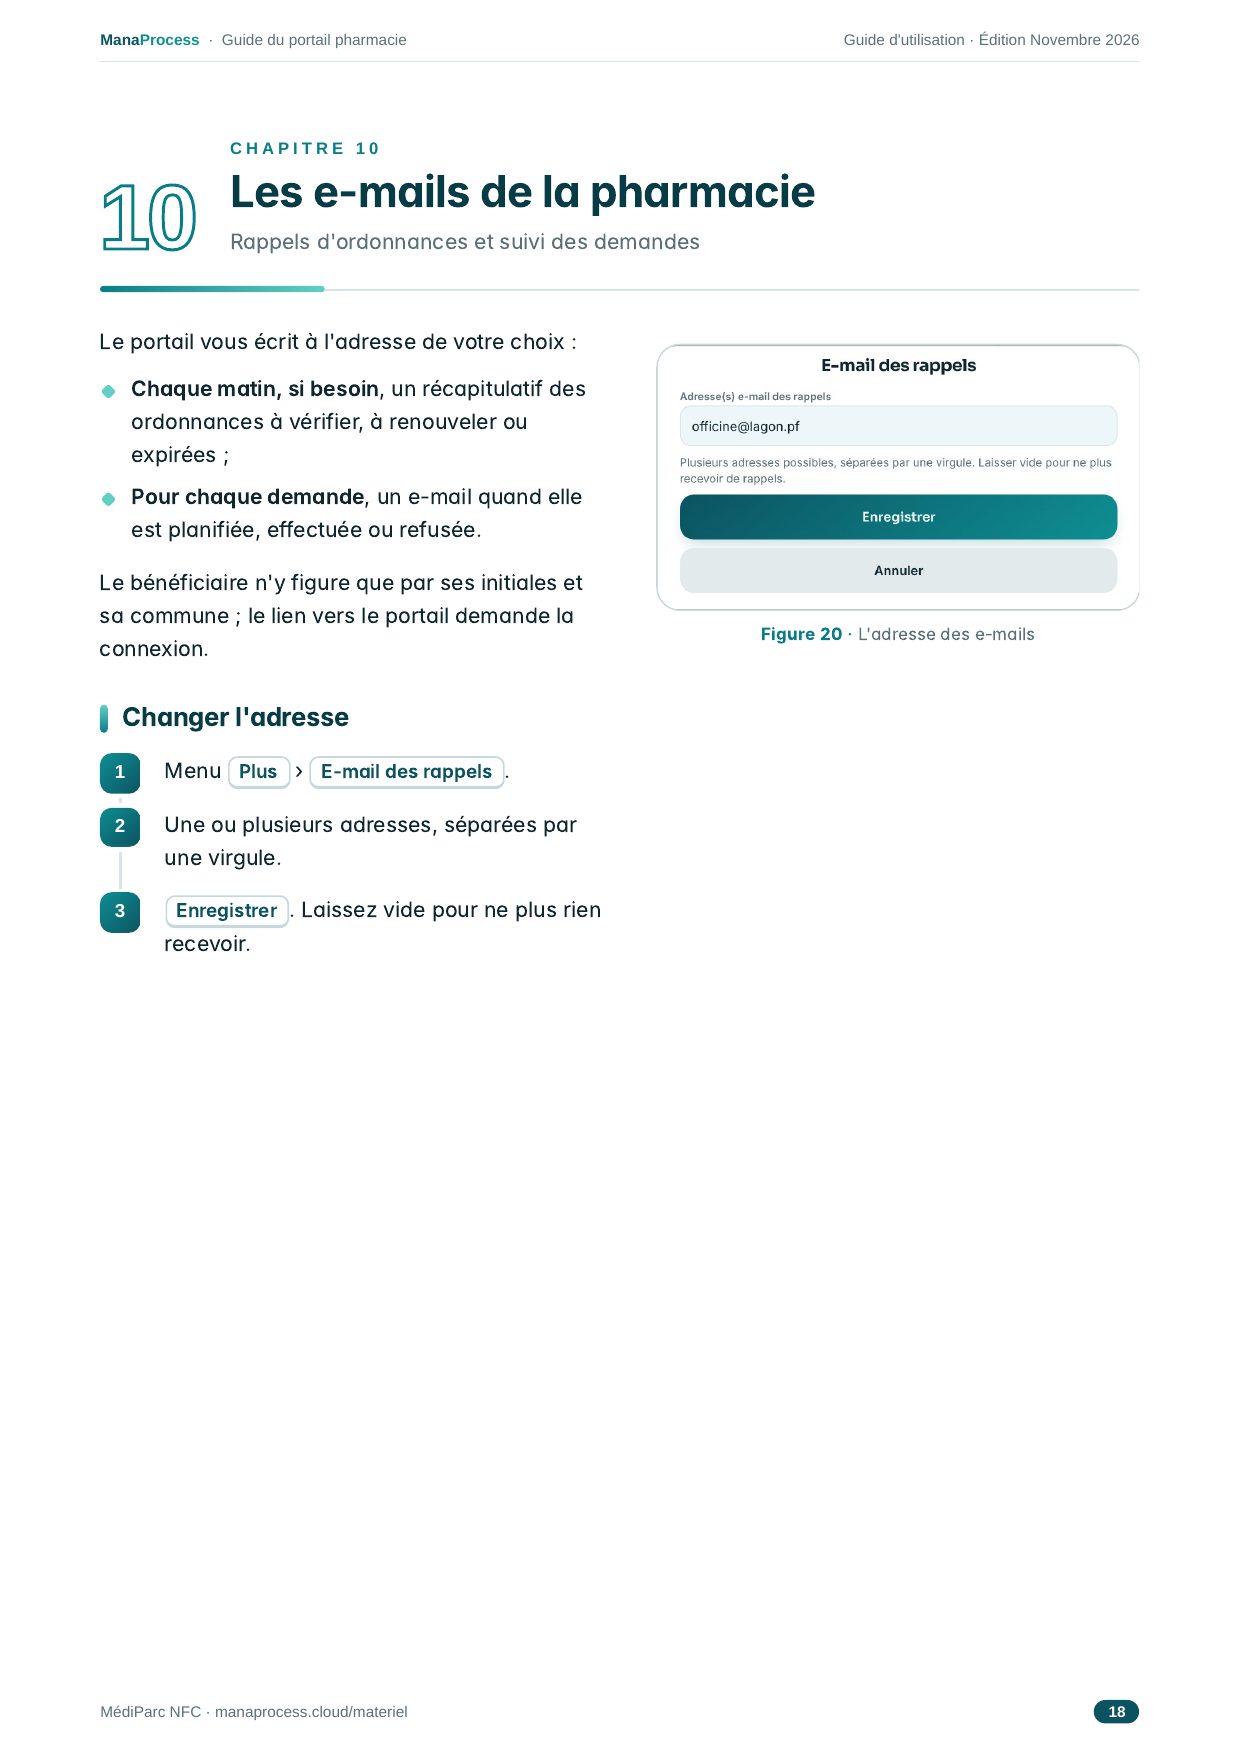 ManaProcess · Guide du portail pharmacie
Guide d'utilisation · Édition Novembre 2026
CHAPITRE 10
10
Les e-mails de la pharmacie
Rappels d'ordonnances et suivi des demandes
Le portail vous écrit à l'adresse de votre choix :
Chaque matin, si besoin, un récapitulatif des
ordonnances à vérifier, à renouveler ou
expirées ;
Pour chaque demande, un e-mail quand elle
est planifiée, effectuée ou refusée.
Le bénéficiaire n'y figure que par ses initiales et
sa commune ; le lien vers le portail demande la
connexion.
Changer l'adresse
1 Menu Plus › E-mail des rappels.
2 Une ou plusieurs adresses, séparées par
une virgule.
3 Enregistrer. Laissez vide pour ne plus rien
recevoir.
E-mail des rappels
Adresse(s) e-mail des rappels
officine@lagon.pf
Plusieurs adresses possibles, séparées par une virgule. Laisser vide pour ne plus
recevoir de rappels.
Enregistrer
Annuler
Figure 20 · L'adresse des e-mails
MédiParc NFC · manaprocess.cloud/materiel
18